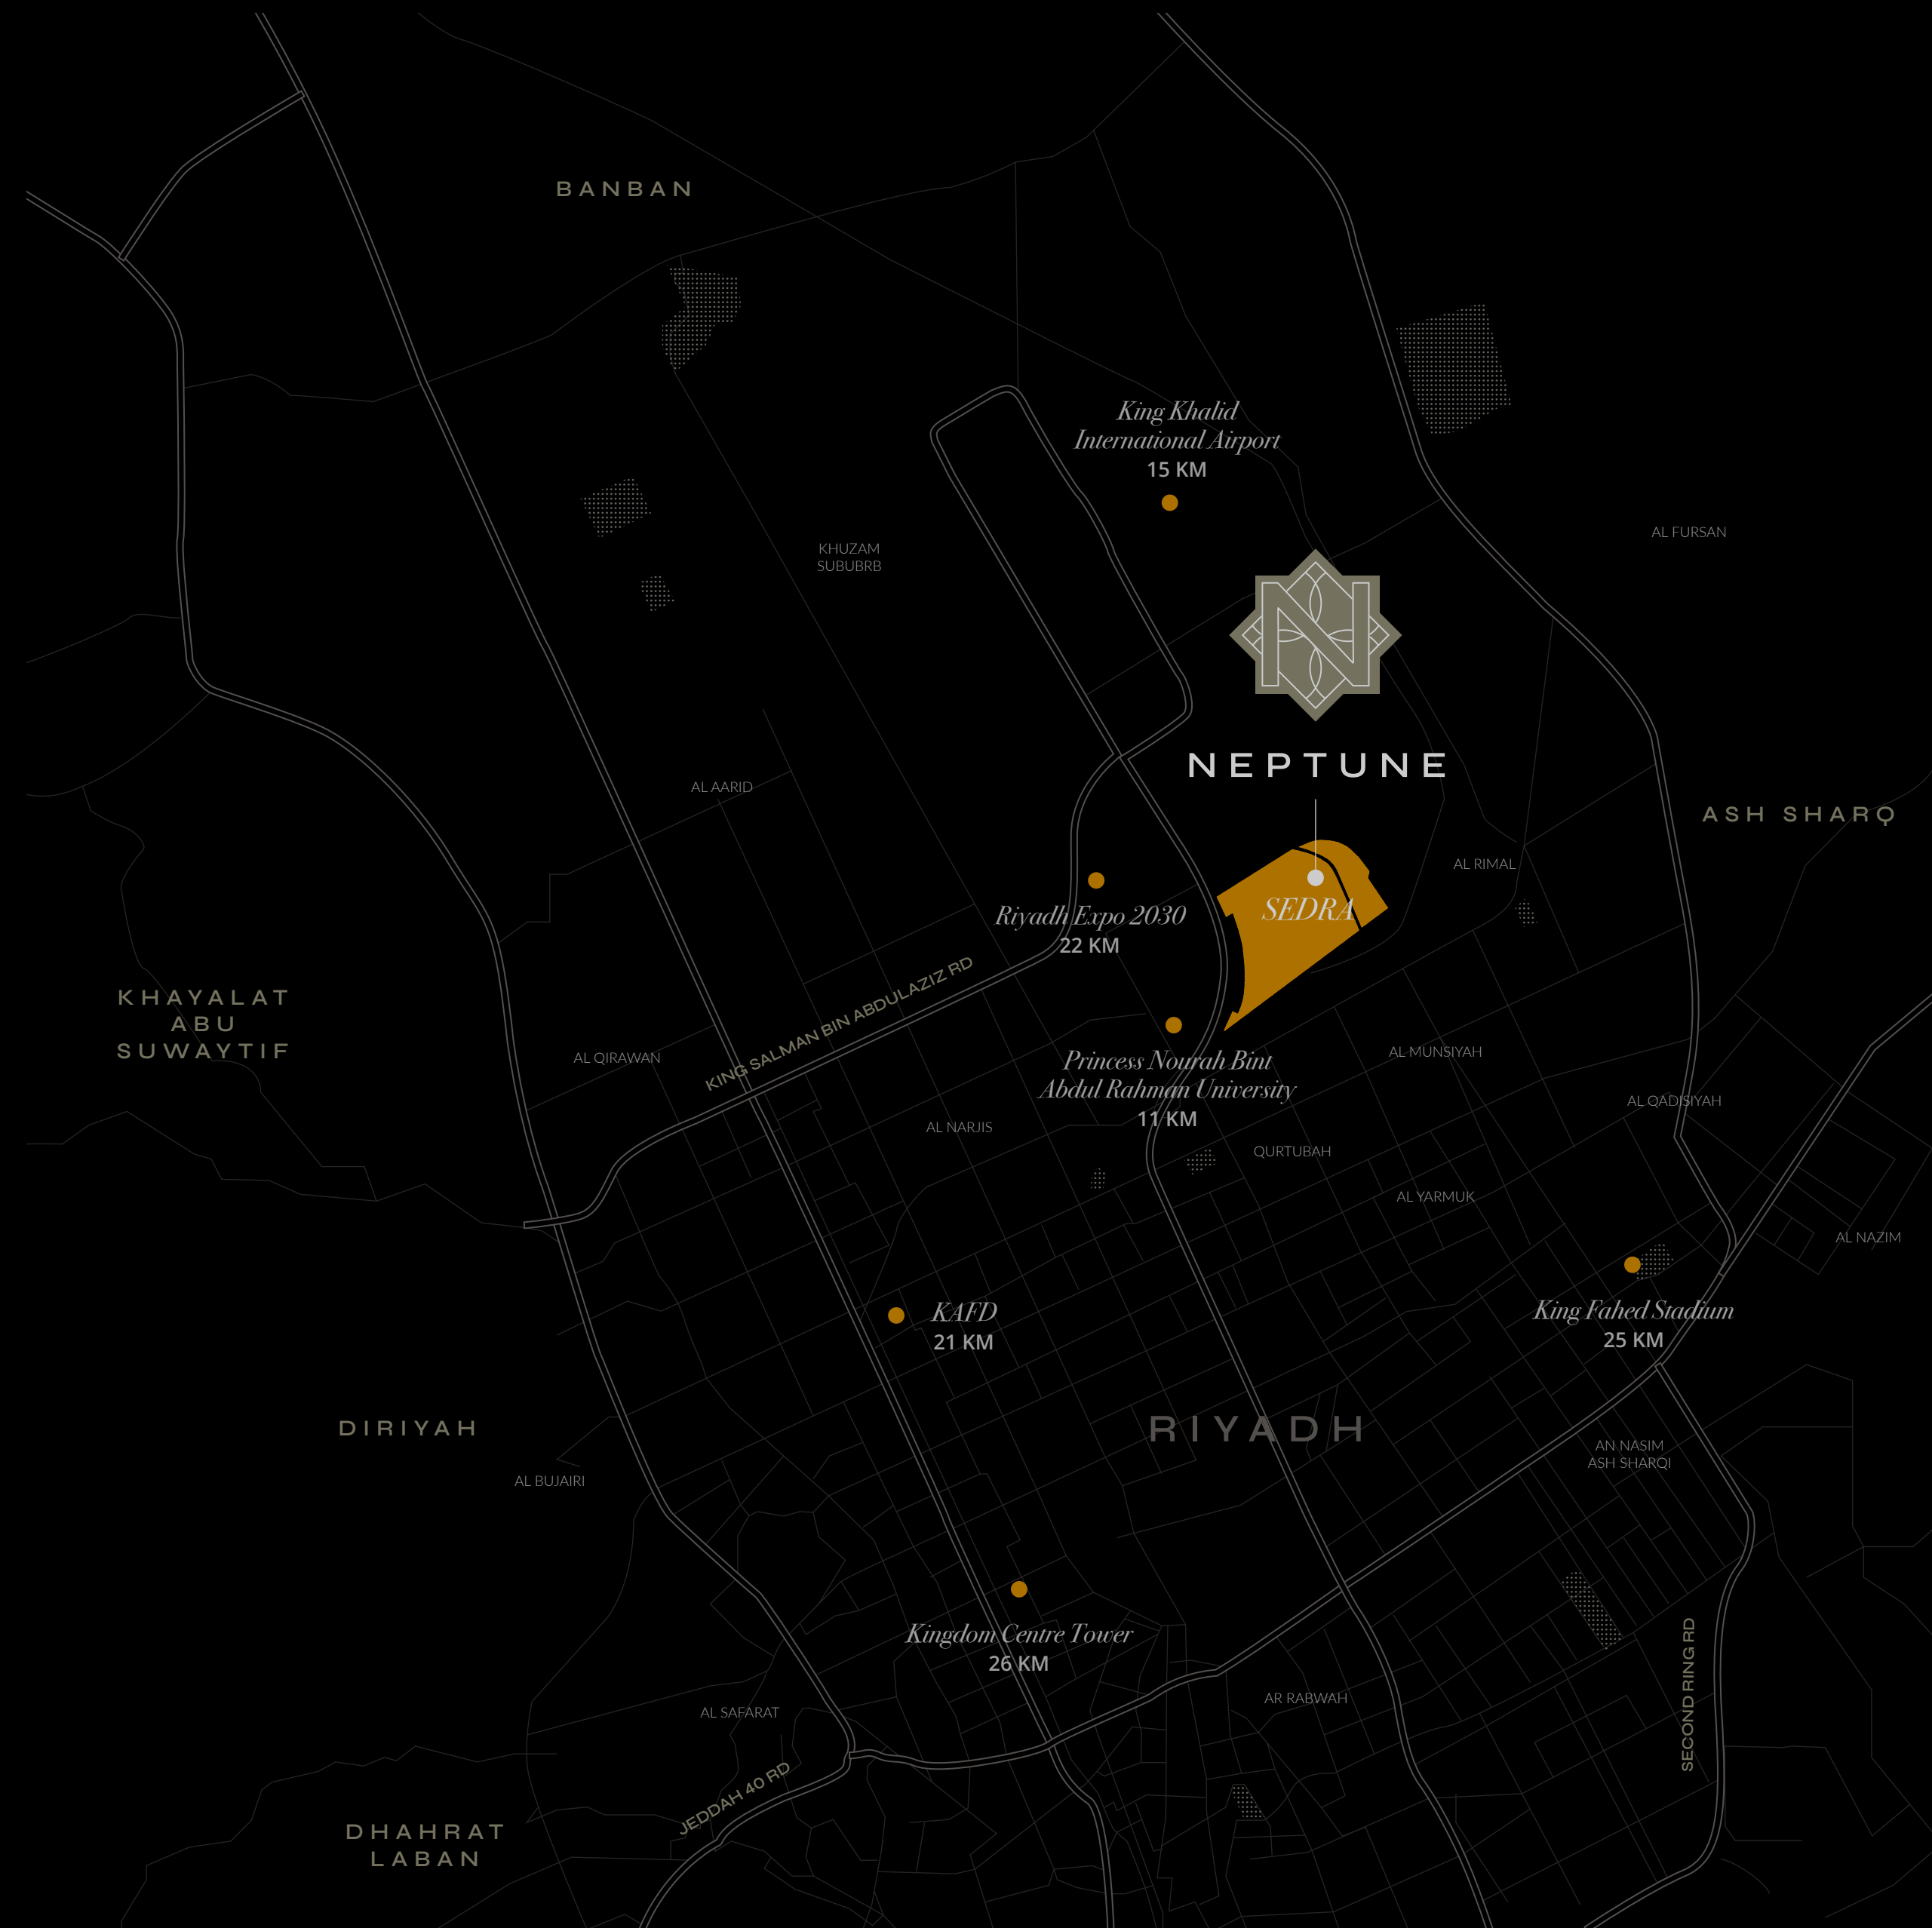 BANBAN
King Khalid
International Airport
15 KM
AL FURSAN
KHUZAM
SUBUBRB
N
NEPTUNE
AL AARID
ASH SHARQ
AL RIMAL
SEDRA
Riyadh Expo 2030
22 KM
KING SALMAN BIN ABDULAZIZ RD
KHAYALAT
ABU
SUWAYTIF
AL QIRAWAN
Princess Nourah Bint
Abdul Rahman University
11 KM
AL MUNSIYAH
AL QADISIYAH
AL NARJIS
QURTUBAH
AL YARMUK
AL NAZIM
KAFD
21 KM
King Fahed Stadium
25 KM
DIRIYAH
RIYADH
AN NASIM
ASH SHARQI
AL BUJAIRI
Kingdom Centre Tower
26 KM
SECOND RING RD
AR RABWAH
AL SAFARAT
JEDDAH 40 RD
DHAHRAT
LABAN